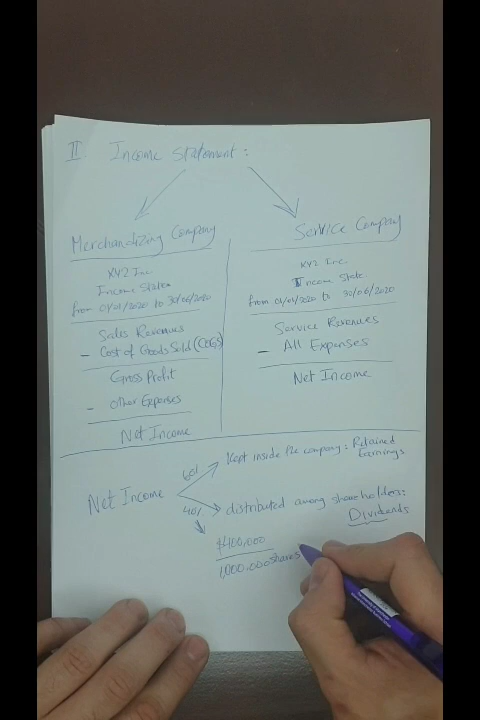 II. Income Statement:
Merchandizing Company
XYZ Inc.
Income State
from 01/01/2020 to 30/06/2020
Sales Revenues
- Cost of Goods Sold (COGS)
Gross Profit
- Other Expenses
Net Income
Service Company
XYZ Inc.
Income State
from 01/01/2020 to 30/06/2020
Service Revenues
- All Expenses
Net Income
Net Income
60%
Kept inside the company: Retained
Earnings
40%
distributed among shareholders:
Dividends
$400,000
1,000,000 shares